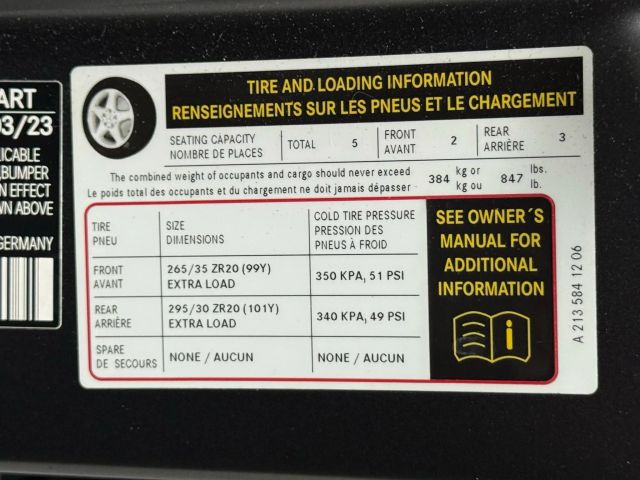 ART
03/23
ICABLE
,BUMPER
N EFFECT
WN ABOVE
GERMANY
TIRE AND LOADING INFORMATION
RENSEIGNEMENTS SUR LES PNEUS ET LE CHARGEMENT
SEATING CAPACITY
NOMBRE DE PLACES
TOTAL 5
FRONT
AVANT
2
REAR
ARRIÈRE
3
The combined weight of occupants and cargo should never exceed
Le poids total des occupants et du chargement ne doit jamais dépasser
384 kg or
kg ou
847 lbs.
lb.
TIRE
PNEU
SIZE
DIMENSIONS
COLD TIRE PRESSURE
PRESSION DES
PNEUS À FROID
FRONT
AVANT
265/35 ZR20 (99Y)
EXTRA LOAD
350 KPA, 51 PSI
REAR
ARRIÈRE
295/30 ZR20 (101Y)
EXTRA LOAD
340 KPA, 49 PSI
SPARE
DE SECOURS
NONE / AUCUN
NONE / AUCUN
SEE OWNER´S
MANUAL FOR
ADDITIONAL
INFORMATION
i
A 213 584 12 06